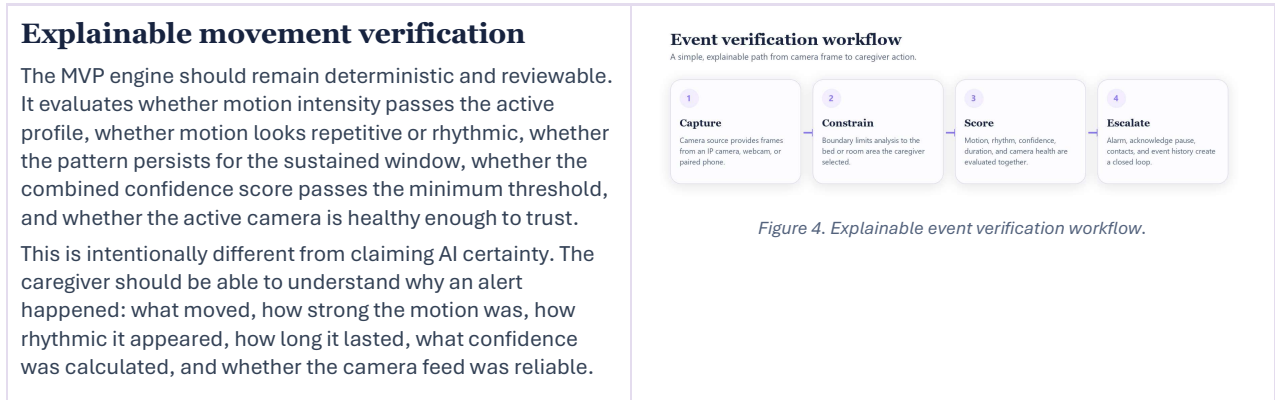 Explainable movement verification
The MVP engine should remain deterministic and reviewable.
It evaluates whether motion intensity passes the active
profile, whether motion looks repetitive or rhythmic, whether
the pattern persists for the sustained window, whether the
combined confidence score passes the minimum threshold,
and whether the active camera is healthy enough to trust.
This is intentionally different from claiming AI certainty. The
caregiver should be able to understand why an alert
happened: what moved, how strong the motion was, how
rhythmic it appeared, how long it lasted, what confidence
was calculated, and whether the camera feed was reliable.
Event verification workflow
A simple, explainable path from camera frame to caregiver action.
1
Capture
Camera source provides frames
from an IP camera, webcam, or
paired phone.
2
Constrain
Boundary limits analysis to the
bed or room area the caregiver
selected.
3
Score
Motion, rhythm, confidence,
duration, and camera health are
evaluated together.
4
Escalate
Alarm, acknowledge pause,
contacts, and event history create
a closed loop.
Figure 4. Explainable event verification workflow.